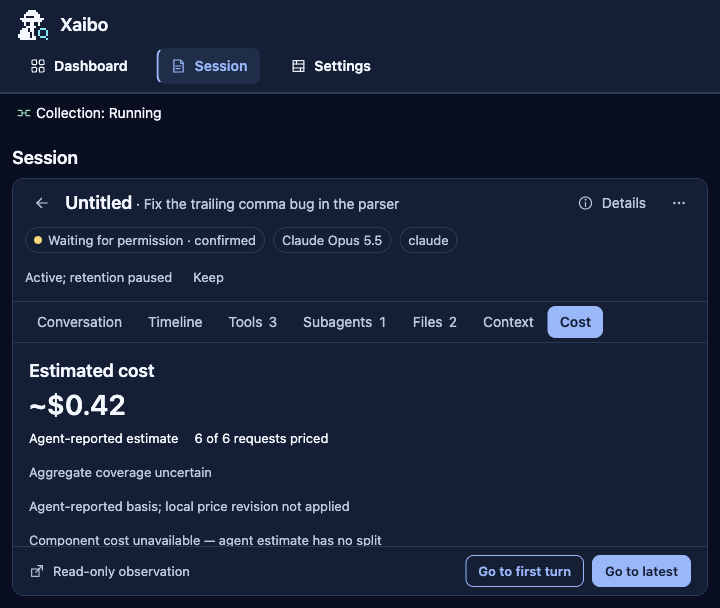 Xaibo
Dashboard Session Settings
Collection: Running
Session
Untitled · Fix the trailing comma bug in the parser Details
Waiting for permission · confirmed Claude Opus 5.5 claude
Active; retention paused Keep
Conversation Timeline Tools 3 Subagents 1 Files 2 Context Cost
Estimated cost
~$0.42
Agent-reported estimate 6 of 6 requests priced
Aggregate coverage uncertain
Agent-reported basis; local price revision not applied
Component cost unavailable — agent estimate has no split
Read-only observation Go to first turn Go to latest